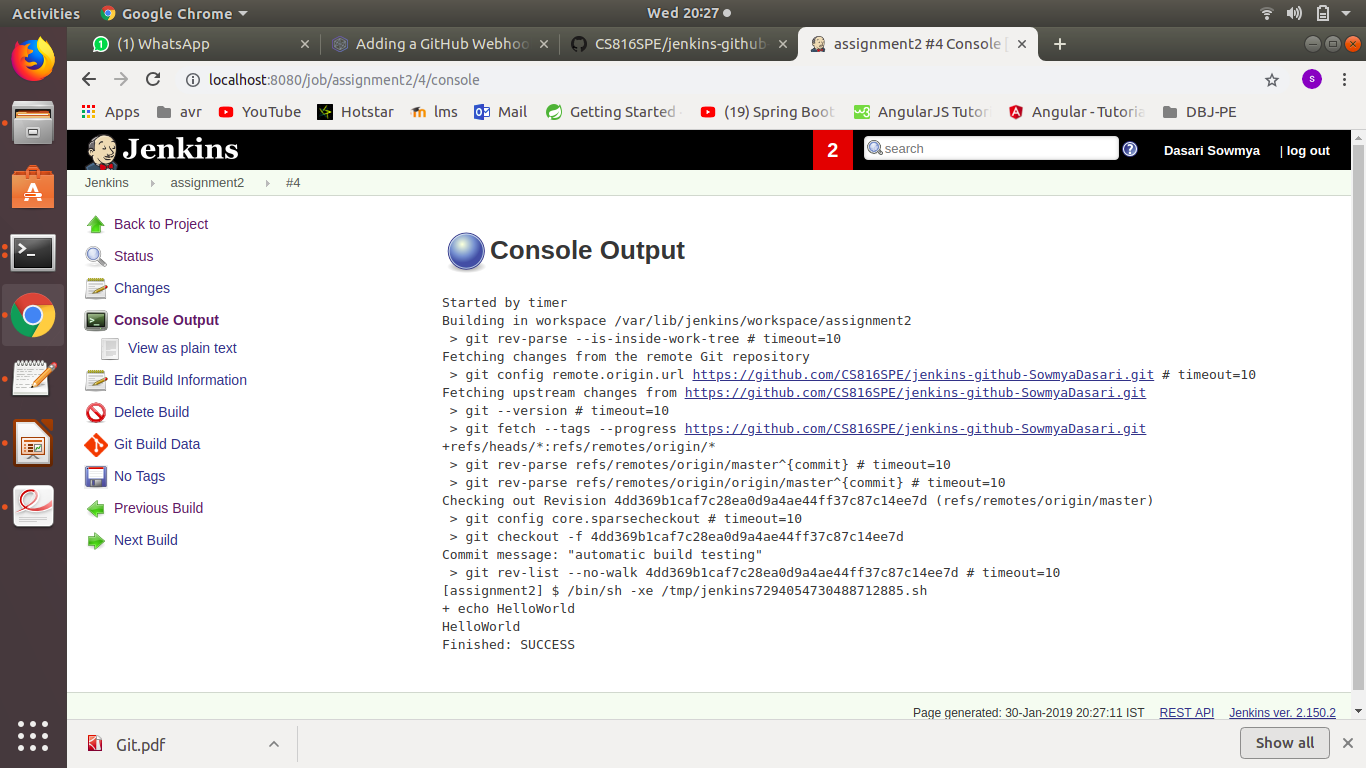 Activities
Google Chrome
Wed 20:27
(1) WhatsApp
Adding a GitHub Webhoo
CS816SPE/jenkins-github-
assignment2 #4 Console
localhost:8080/job/assignment2/4/console
s
Apps
avr
YouTube
Hotstar
lms
Mail
Getting Started
(19) Spring Boot
AngularJS Tutori
Angular - Tutoria
DBJ-PE
Jenkins
2
search
Dasari Sowmya
| log out
Jenkins
assignment2
#4
Back to Project
Status
Changes
Console Output
View as plain text
Edit Build Information
Delete Build
Git Build Data
No Tags
Previous Build
Next Build
Console Output
Started by timer
Building in workspace /var/lib/jenkins/workspace/assignment2
> git rev-parse --is-inside-work-tree # timeout=10
Fetching changes from the remote Git repository
> git config remote.origin.url https://github.com/CS816SPE/jenkins-github-SowmyaDasari.git # timeout=10
Fetching upstream changes from https://github.com/CS816SPE/jenkins-github-SowmyaDasari.git
> git --version # timeout=10
> git fetch --tags --progress https://github.com/CS816SPE/jenkins-github-SowmyaDasari.git
+refs/heads/*:refs/remotes/origin/*
> git rev-parse refs/remotes/origin/master^{commit} # timeout=10
> git rev-parse refs/remotes/origin/origin/master^{commit} # timeout=10
Checking out Revision 4dd369b1caf7c28ea0d9a4ae44ff37c87c14ee7d (refs/remotes/origin/master)
> git config core.sparsecheckout # timeout=10
> git checkout -f 4dd369b1caf7c28ea0d9a4ae44ff37c87c14ee7d
Commit message: "automatic build testing"
> git rev-list --no-walk 4dd369b1caf7c28ea0d9a4ae44ff37c87c14ee7d # timeout=10
[assignment2] $ /bin/sh -xe /tmp/jenkins7294054730488712885.sh
+ echo HelloWorld
HelloWorld
Finished: SUCCESS
Page generated: 30-Jan-2019 20:27:11 IST
REST API
Jenkins ver. 2.150.2
Git.pdf
Show all